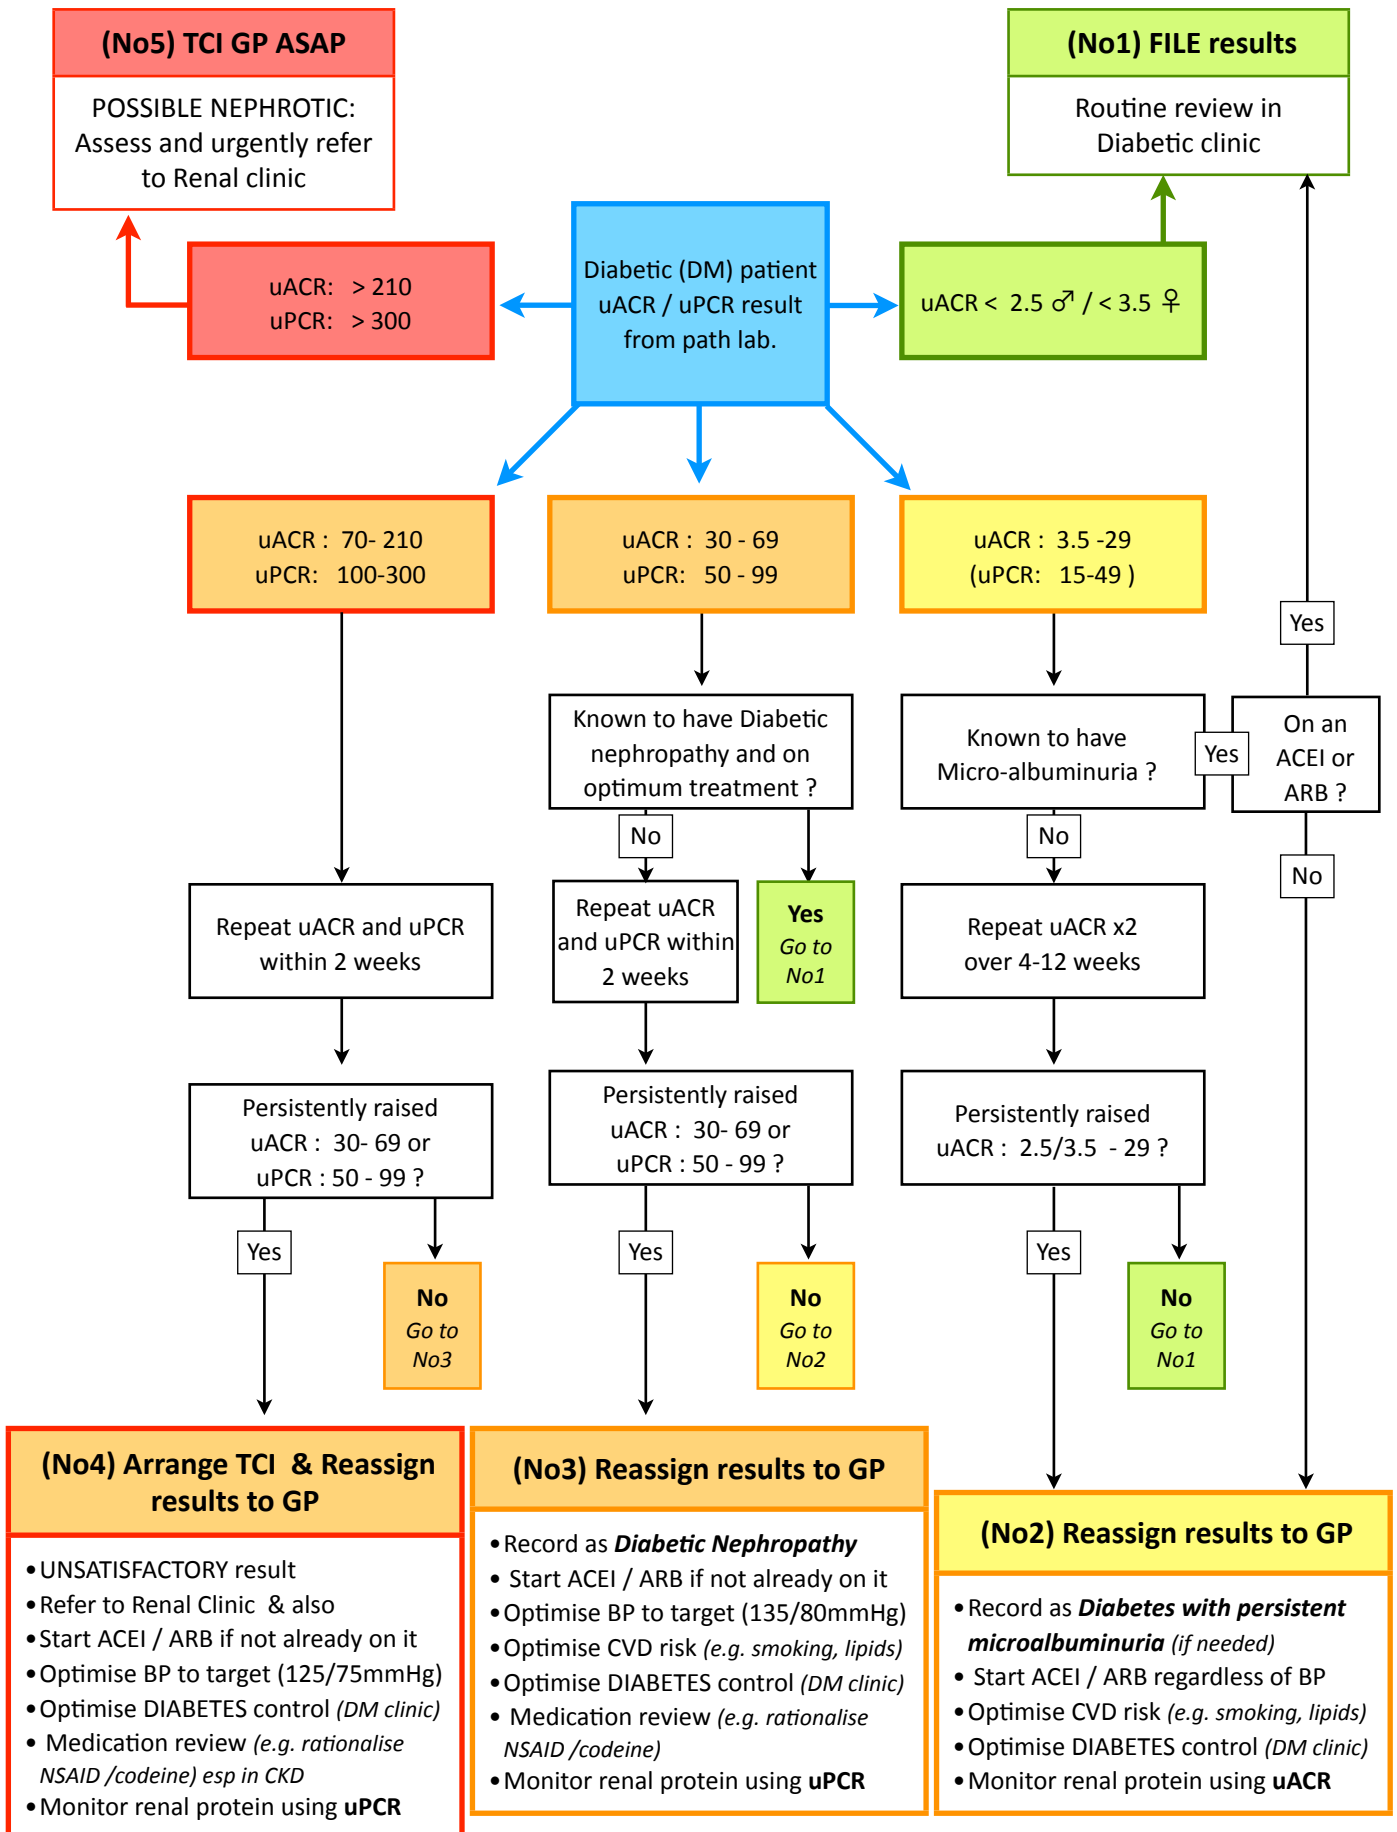 (No5) TCI GP ASAP
POSSIBLE NEPHROTIC:
Assess and urgently refer
to Renal clinic
(No1) FILE results
Routine review in
Diabetic clinic
uACR: > 210
uPCR: > 300
Diabetic (DM) patient
uACR / uPCR result
from path lab.
uACR < 2.5 ♂ / < 3.5 ♀
uACR : 70- 210
uPCR: 100-300
uACR : 30 - 69
uPCR: 50 - 99
uACR : 3.5 -29
(uPCR: 15-49 )
Yes
Known to have Diabetic
nephropathy and on
optimum treatment ?
Known to have
Micro-albuminuria ?
Yes
On an
ACEI or
ARB ?
No
No
No
Repeat uACR and uPCR
within 2 weeks
Repeat uACR
and uPCR within
2 weeks
Yes
Go to
No1
Repeat uACR x2
over 4-12 weeks
Persistently raised
uACR : 30- 69 or
uPCR : 50 - 99 ?
Persistently raised
uACR : 30- 69 or
uPCR : 50 - 99 ?
Persistently raised
uACR : 2.5/3.5 - 29 ?
Yes
No
Go to
No3
Yes
No
Go to
No2
Yes
No
Go to
No1
(No4) Arrange TCI & Reassign
results to GP
•UNSATISFACTORY result
•Refer to Renal Clinic & also
•Start ACEI / ARB if not already on it
•Optimise BP to target (125/75mmHg)
•Optimise DIABETES control (DM clinic)
• Medication review (e.g. rationalise
NSAID /codeine) esp in CKD
•Monitor renal protein using uPCR
(No3) Reassign results to GP
•Record as Diabetic Nephropathy
• Start ACEI / ARB if not already on it
•Optimise BP to target (135/80mmHg)
•Optimise CVD risk (e.g. smoking, lipids)
•Optimise DIABETES control (DM clinic)
• Medication review (e.g. rationalise
NSAID /codeine)
•Monitor renal protein using uPCR
(No2) Reassign results to GP
•Record as Diabetes with persistent
microalbuminuria (if needed)
• Start ACEI / ARB regardless of BP
•Optimise CVD risk (e.g. smoking, lipids)
•Optimise DIABETES control (DM clinic)
•Monitor renal protein using uACR